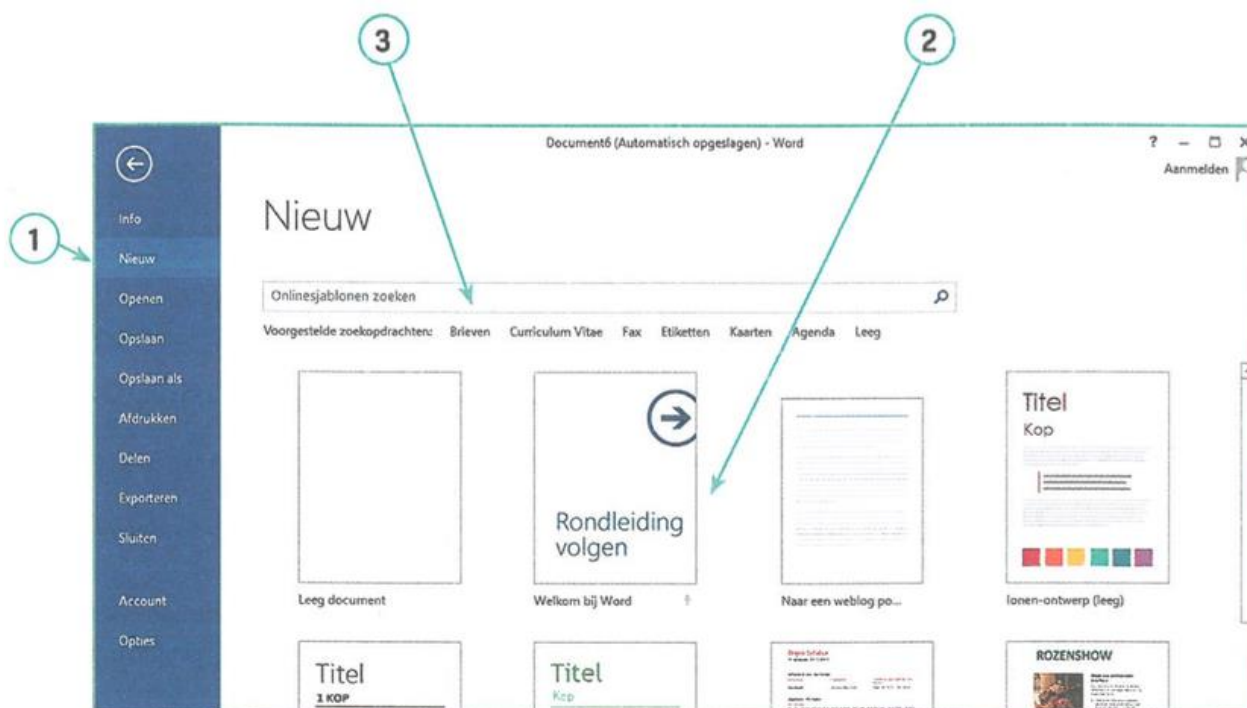 3
2
1
Document6 (Automatisch opgeslagen) - Word
?
Aanmelden
Info
Nieuw
Openen
Opslaan
Opslaan als
Afdrukken
Delen
Exporteren
Sluiten
Account
Opties
Nieuw
Onlinesjablonen zoeken
Voorgestelde zoekopdrachten: Brieven Curriculum Vitae Fax Etiketten Kaarten Agenda Leeg
Rondleiding
volgen
Titel
Kop
Leeg document
Welkom bij Word
Naar een weblog po...
Ionen-ontwerp (leeg)
Titel
1 KOP
Titel
Kop
ROZENSHOW